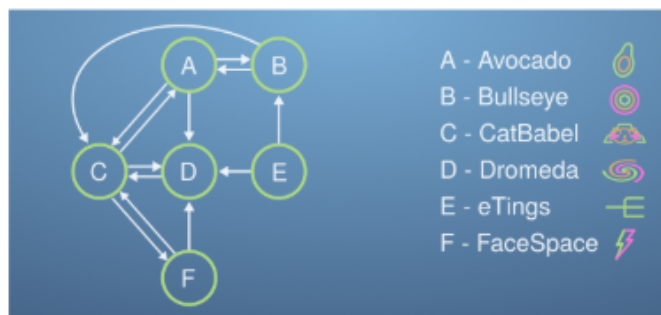 A
B
C
D
E
F
A - Avocado
B - Bullseye
C - CatBabel
D - Dromeda
E - eTings
F - FaceSpace